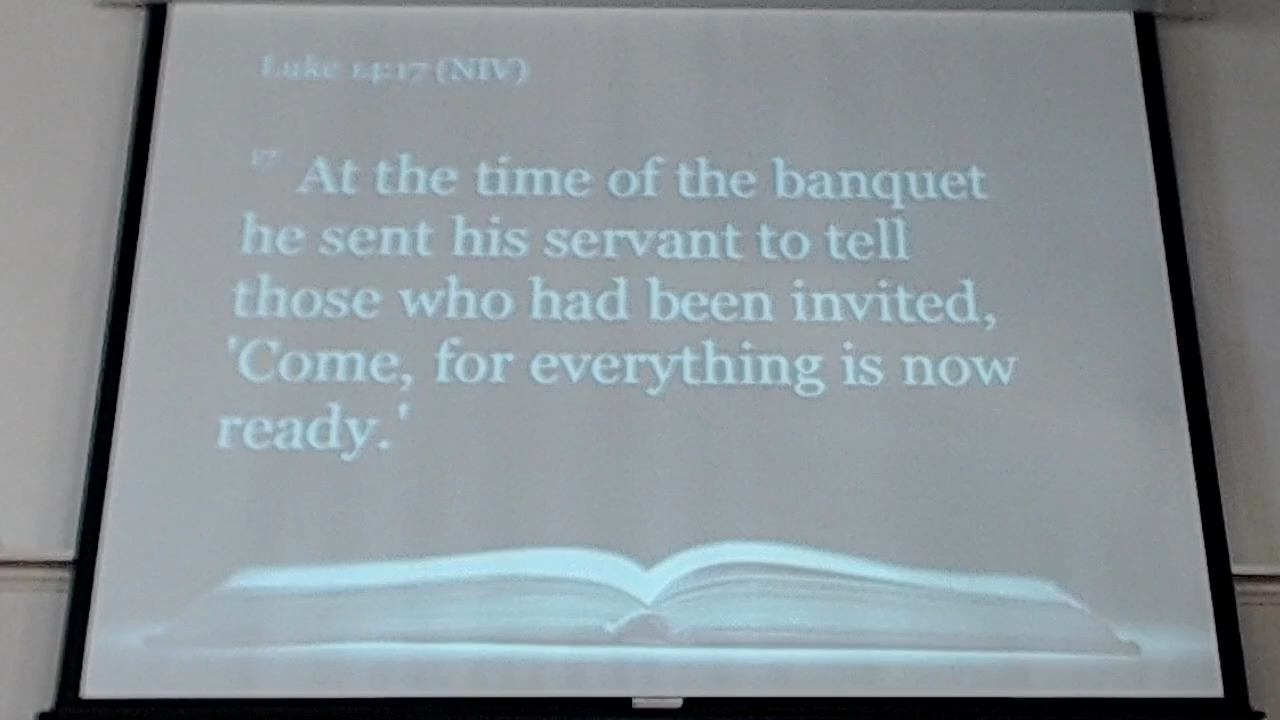 Luke 14:17 (NIV)
17 At the time of the banquet
he sent his servant to tell
those who had been invited,
'Come, for everything is now
ready.'